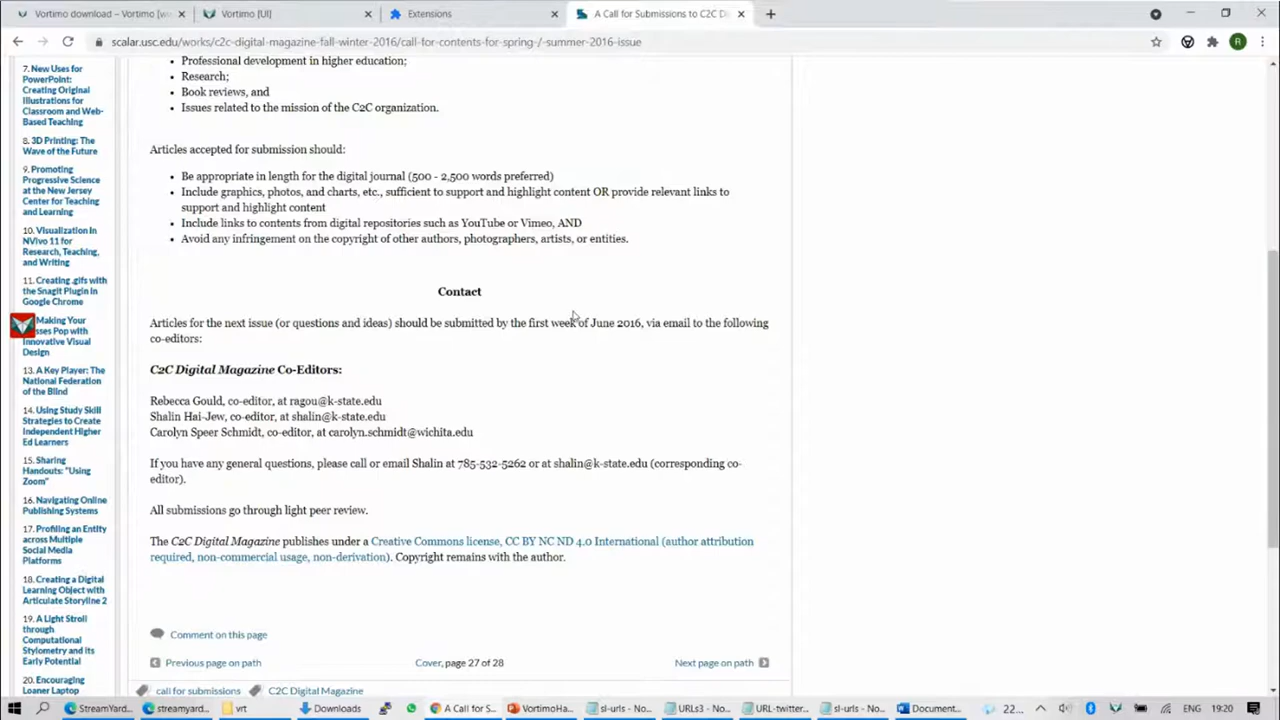 Vortimo download – Vortimo [w
Vortimo [UI]
Extensions
A Call for Submissions to C2C Di
scalar.usc.edu/works/c2c-digital-magazine-fall-winter-2016/call-for-contents-for-spring-/-summer-2016-issue
R
7. New Uses for
PowerPoint:
Creating Original
Illustrations for
Classroom and Web-
Based Teaching
8. 3D Printing: The
Wave of the Future
9. Promoting
Progressive Science
at the New Jersey
Center for Teaching
and Learning
10. Visualization in
NVivo 11 for
Research, Teaching,
and Writing
11. Creating .gifs with
the Snagit Plugin in
Google Chrome
Making Your
sses Pop with
Innovative Visual
Design
13. A Key Player: The
National Federation
of the Blind
14. Using Study Skill
Strategies to Create
Independent Higher
Ed Learners
15. Sharing
Handouts: "Using
Zoom"
16. Navigating Online
Publishing Systems
17. Profiling an Entity
across Multiple
Social Media
Platforms
18. Creating a Digital
Learning Object with
Articulate Storyline 2
19. A Light Stroll
through
Computational
Stylometry and its
Early Potential
20. Encouraging
Loaner Laptop
• Professional development in higher education;
• Research;
• Book reviews, and
• Issues related to the mission of the C2C organization.
Articles accepted for submission should:
• Be appropriate in length for the digital journal (500 - 2,500 words preferred)
• Include graphics, photos, and charts, etc., sufficient to support and highlight content OR provide relevant links to
support and highlight content
• Include links to contents from digital repositories such as YouTube or Vimeo, AND
• Avoid any infringement on the copyright of other authors, photographers, artists, or entities.
Contact
Articles for the next issue (or questions and ideas) should be submitted by the first week of June 2016, via email to the following
co-editors:
C2C Digital Magazine Co-Editors:
Rebecca Gould, co-editor, at ragou@k-state.edu
Shalin Hai-Jew, co-editor, at shalin@k-state.edu
Carolyn Speer Schmidt, co-editor, at carolyn.schmidt@wichita.edu
If you have any general questions, please call or email Shalin at 785-532-5262 or at shalin@k-state.edu (corresponding co-
editor).
All submissions go through light peer review.
The C2C Digital Magazine publishes under a Creative Commons license, CC BY NC ND 4.0 International (author attribution
required, non-commercial usage, non-derivation). Copyright remains with the author.
Comment on this page
Previous page on path
Cover, page 27 of 28
Next page on path
call for submissions
C2C Digital Magazine
StreamYard...
streamyard...
vrt
Downloads
A Call for S...
VortimoHa...
sl-urls - No...
URLs3 - No...
URL-twitter...
sl-urls - No...
Document...
22...
ENG
19:20